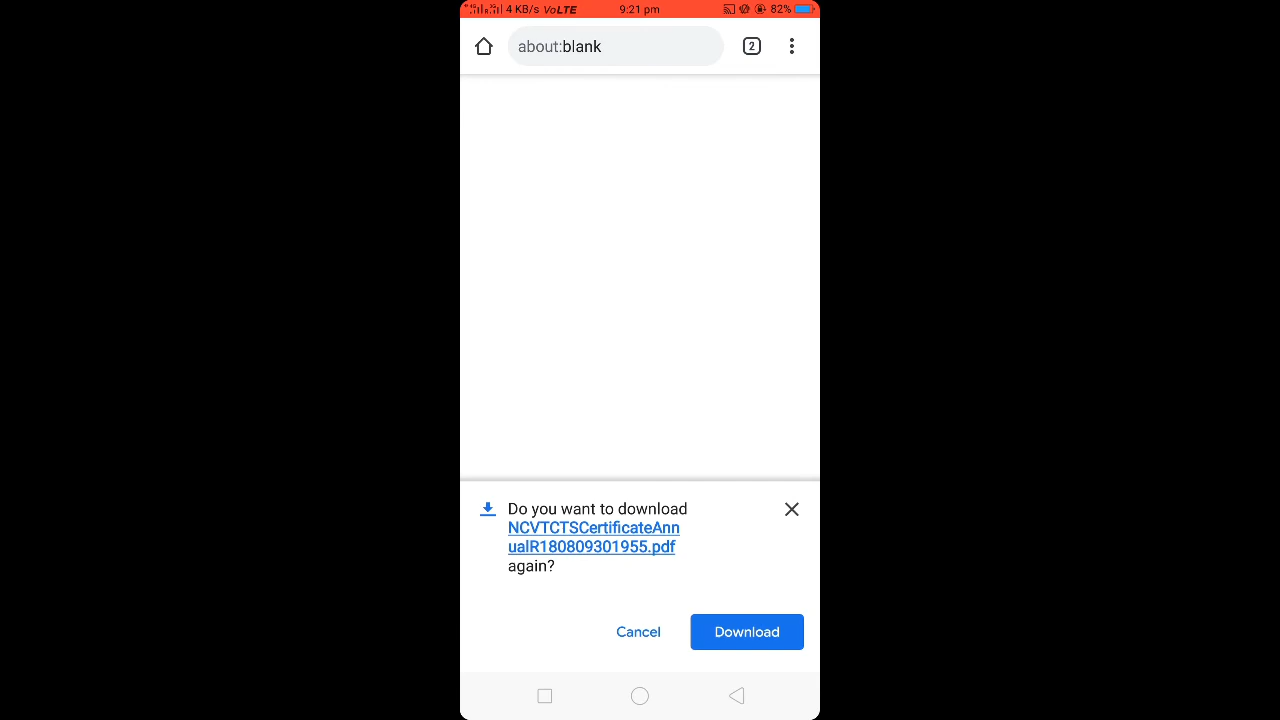 4 KB/s VoLTE 9:21 pm 82%
about:blank 2
Do you want to download
NCVTCTSCertificateAnn
ualR180809301955.pdf
again?
Cancel Download